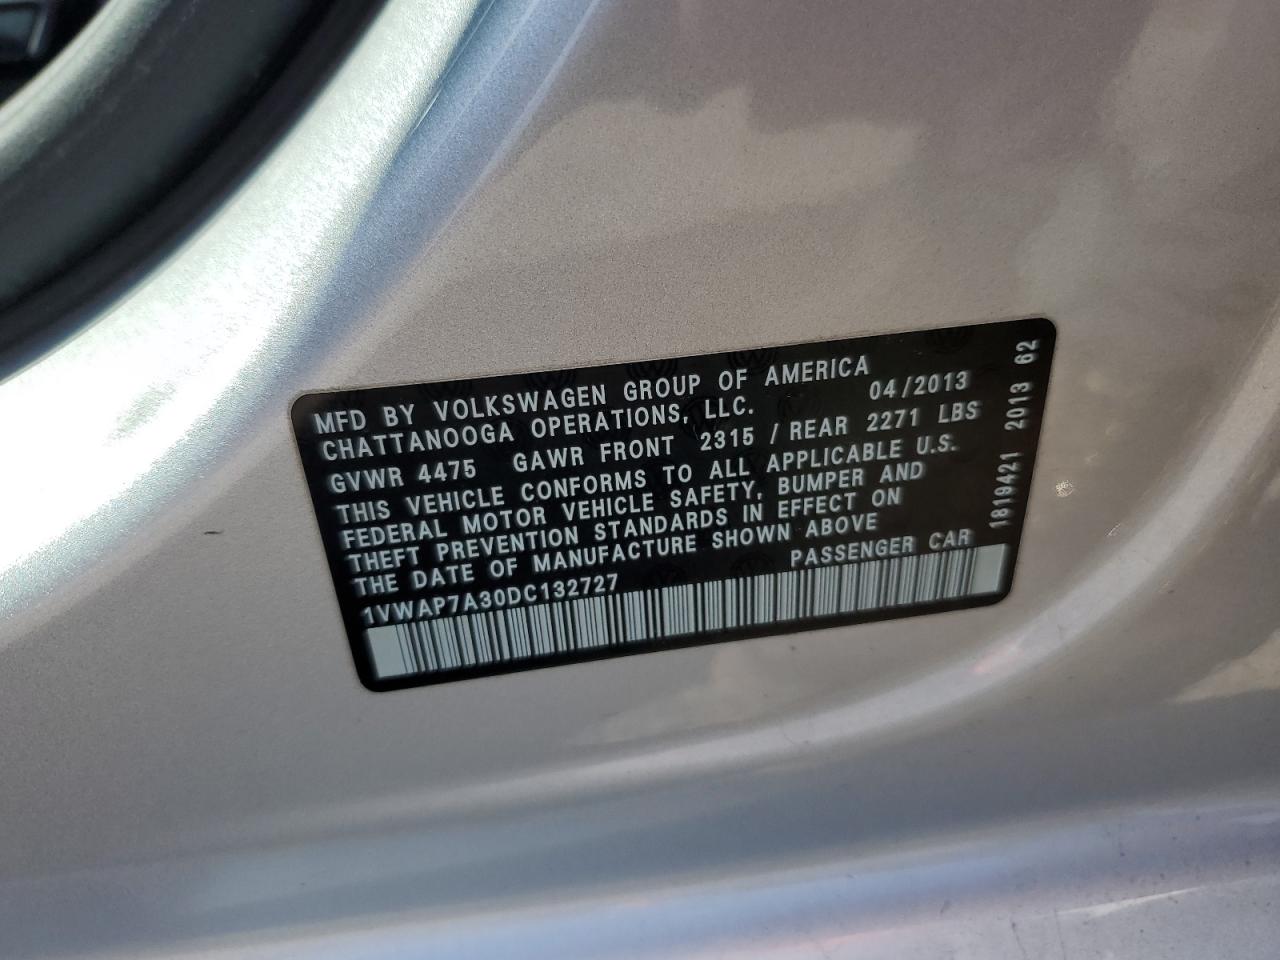 MFD BY VOLKSWAGEN GROUP OF AMERICA
CHATTANOOGA OPERATIONS, LLC. 04/2013
GVWR 4475 GAWR FRONT 2315 / REAR 2271 LBS
THIS VEHICLE CONFORMS TO ALL APPLICABLE U.S.
FEDERAL MOTOR VEHICLE SAFETY, BUMPER AND
THEFT PREVENTION STANDARDS IN EFFECT ON
THE DATE OF MANUFACTURE SHOWN ABOVE
1VWAP7A30DC132727 PASSENGER CAR
1819421 2013 62